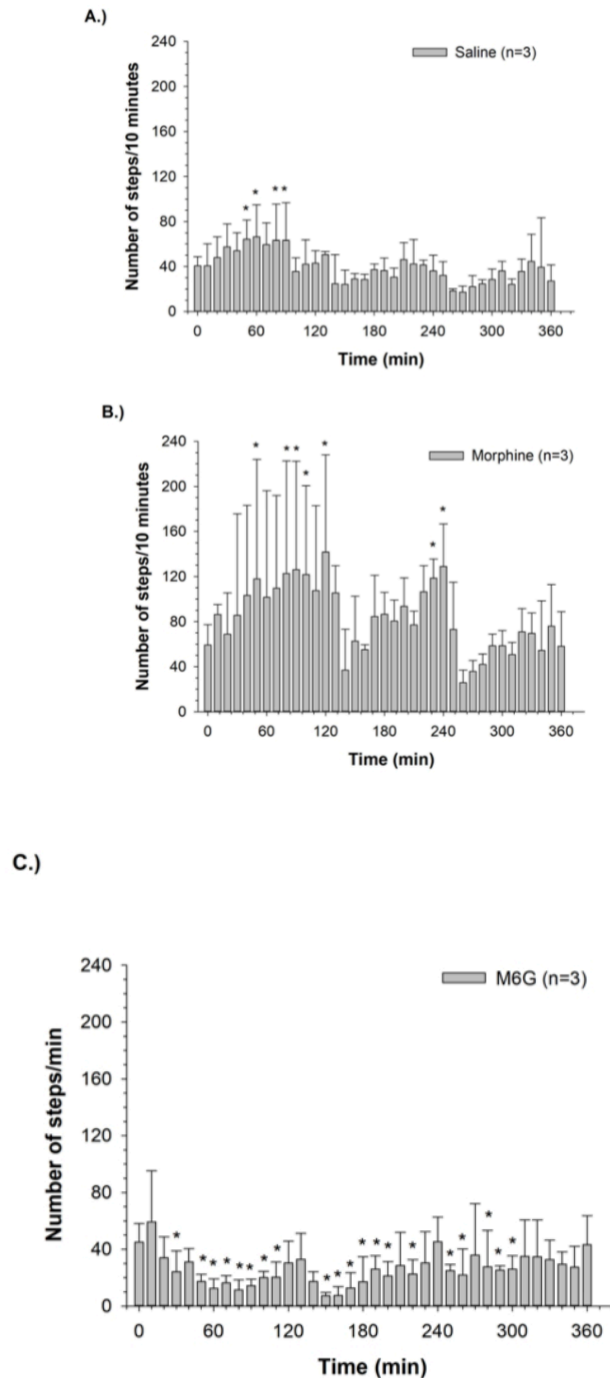 A.)
240
200
160
120
80
40
0
Number of steps/10 minutes
Saline (n=3)
* * * *
0 60 120 180 240 300 360
Time (min)
B.)
240
200
160
120
80
40
0
Number of steps/10 minutes
Morphine (n=3)
* * * * * * *
0 60 120 180 240 300 360
Time (min)
C.)
240
200
160
120
80
40
0
Number of steps/min
M6G (n=3)
* * * * * * * * * * * * * * * * * * * *
0 60 120 180 240 300 360
Time (min)